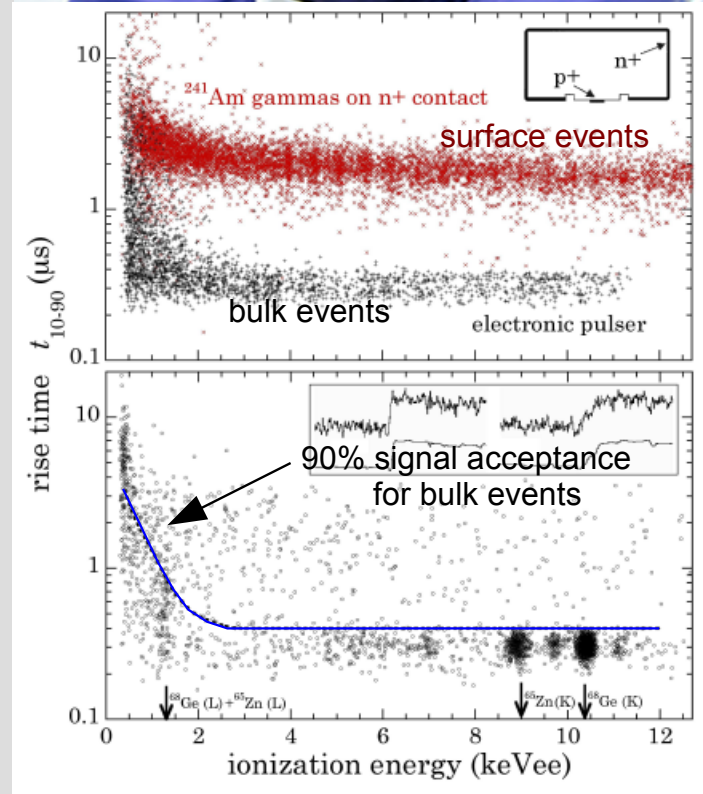 10
1
0.1
p+
n+
²⁴¹Am gammas on n+ contact
surface events
bulk events
electronic pulser
rise time t₁₀₋₉₀ (μs)
10
1
0.1
90% signal acceptance
for bulk events
⁶⁸Ge (L) + ⁶⁵Zn (L)
⁶⁵Zn(K)
⁶⁸Ge (K)
0 2 4 6 8 10 12
ionization energy (keVee)